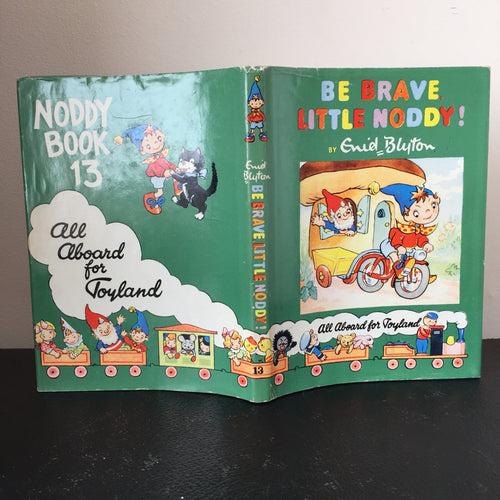 NODDY
BOOK
13
All
Aboard
for
Toyland
Enid
Blyton
BE BRAVE LITTLE NODDY!
13
BE BRAVE,
LITTLE NODDY!
BY Enid Blyton
All Aboard for Toyland